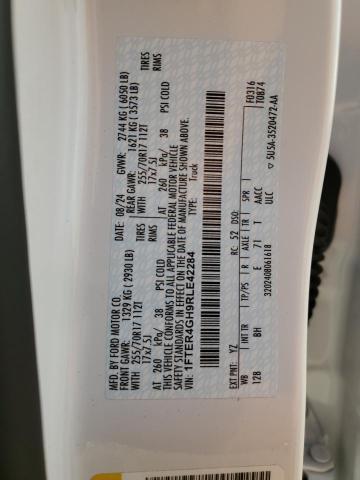 MFD. BY FORD MOTOR CO.
DATE: 08/24 GVWR: 2744 KG ( 6050 LB)
FRONT GAWR: 1329 KG ( 2930 LB) REAR GAWR: 1621 KG ( 3573 LB)
WITH 255/70R17 112T TIRES WITH 255/70R17 112T TIRES
17x7.5J RIMS 17x7.5J RIMS
AT 260 kPa/ 38 PSI COLD AT 260 kPa/ 38 PSI COLD
THIS VEHICLE CONFORMS TO ALL APPLICABLE FEDERAL MOTOR VEHICLE
SAFETY STANDARDS IN EFFECT ON THE DATE OF MANUFACTURE SHOWN ABOVE.
VIN: 1FTER4GH9RLE42284
TYPE: Truck
F0316
T0874
EXT PNT: YZ RC: 52 DSO:
WB INT TR TP/PS R AXLE TR SPR
128 BH E 71 T AACC
ULC
3202408061618
5U5A-3520472-AA